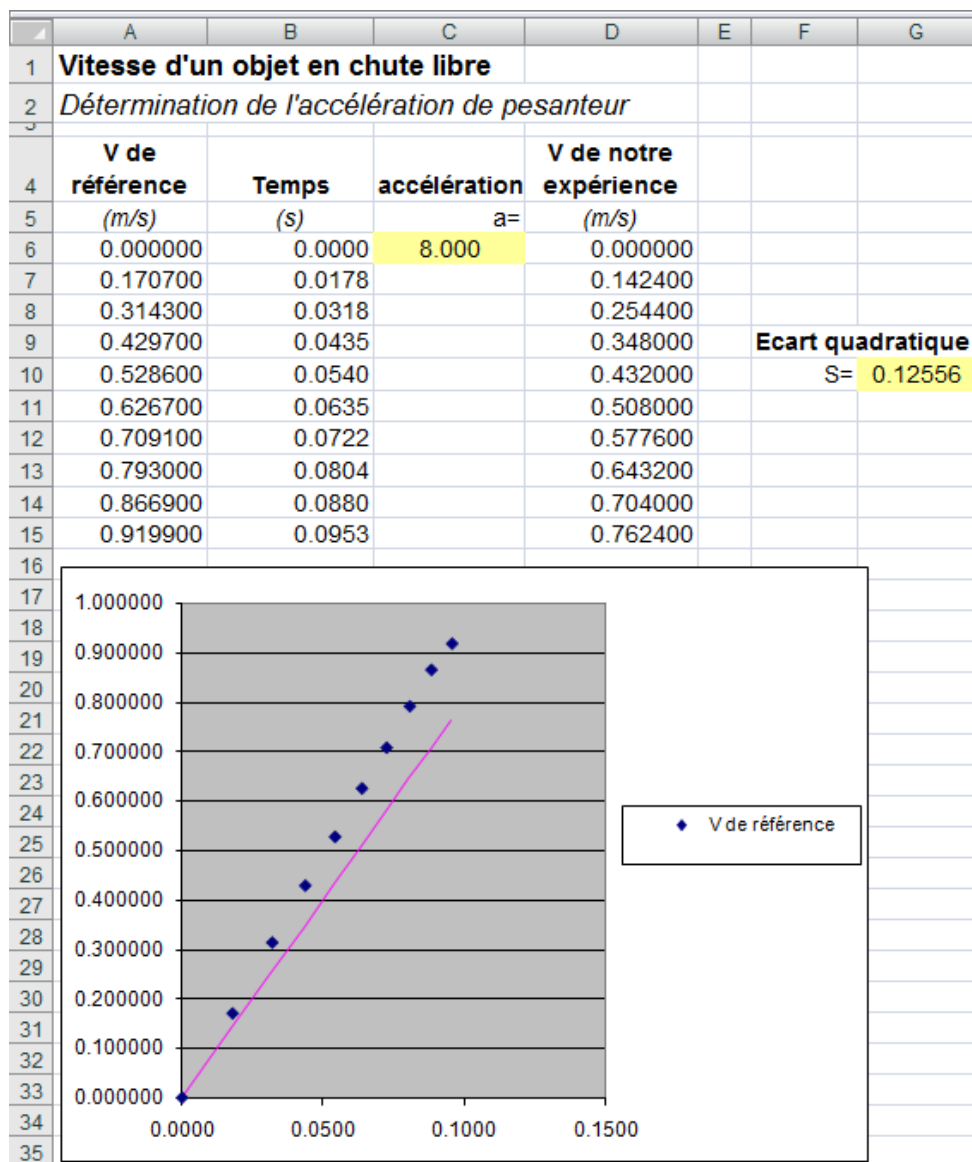 A B C D E F G
1 Vitesse d'un objet en chute libre
2 Détermination de l'accélération de pesanteur
3
V de V de notre
4 référence Temps accélération expérience
5 (m/s) (s) a= (m/s)
6 0.000000 0.0000 8.000 0.000000
7 0.170700 0.0178 0.142400
8 0.314300 0.0318 0.254400
9 0.429700 0.0435 0.348000 Ecart quadratique
10 0.528600 0.0540 0.432000 S= 0.12556
11 0.626700 0.0635 0.508000
12 0.709100 0.0722 0.577600
13 0.793000 0.0804 0.643200
14 0.866900 0.0880 0.704000
15 0.919900 0.0953 0.762400
16
17 1.000000
18
19 0.900000
20
21 0.800000
22 0.700000
23
24 0.600000
25 0.500000
V de référence
26
27 0.400000
28 0.300000
29
30 0.200000
31
32 0.100000
33 0.000000
34 0.0000 0.0500 0.1000 0.1500
35